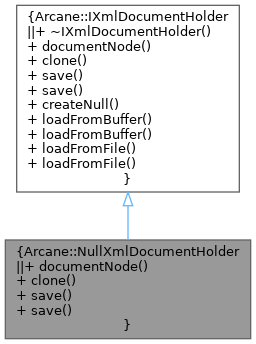 {Arcane::IXmlDocumentHolder
||+ ~IXmlDocumentHolder()
+ documentNode()
+ clone()
+ save()
+ save()
+ createNull()
+ loadFromBuffer()
+ loadFromBuffer()
+ loadFromFile()
+ loadFromFile()
}
{Arcane::NullXmlDocumentHolder
||+ documentNode()
+ clone()
+ save()
+ save()
}